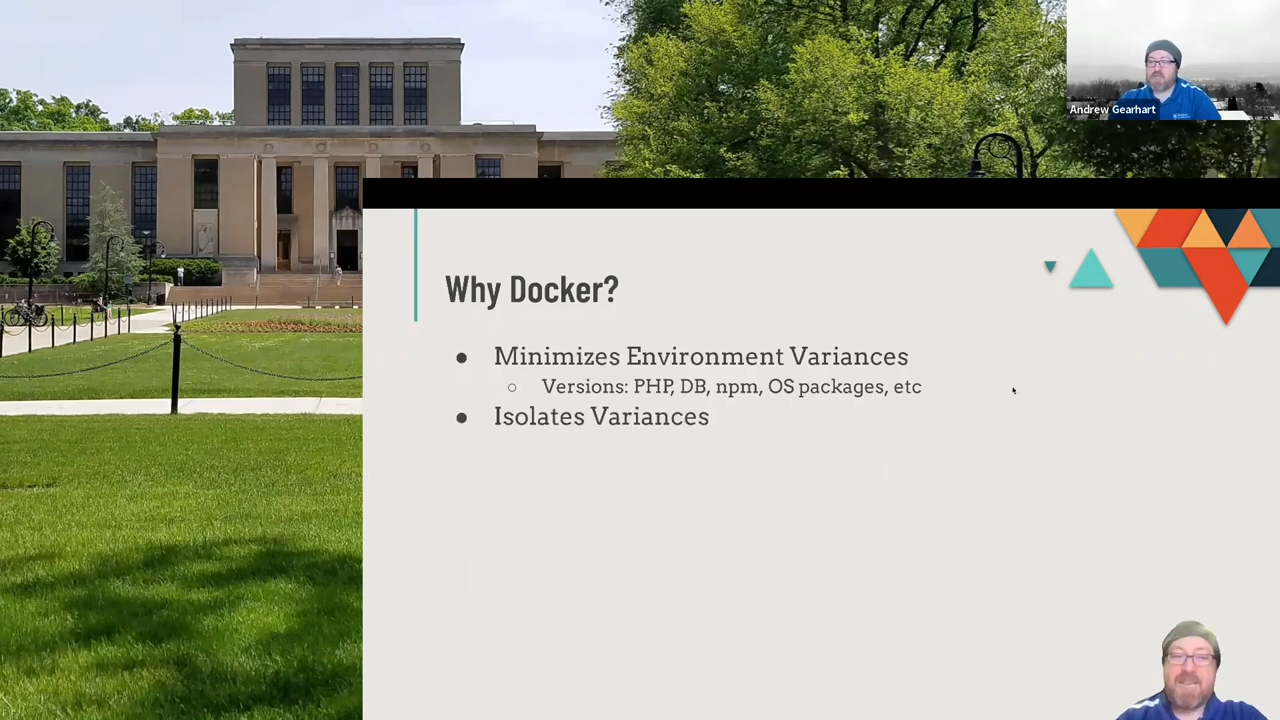 Andrew Gearhart
Why Docker?
● Minimizes Environment Variances
○ Versions: PHP, DB, npm, OS packages, etc
● Isolates Variances